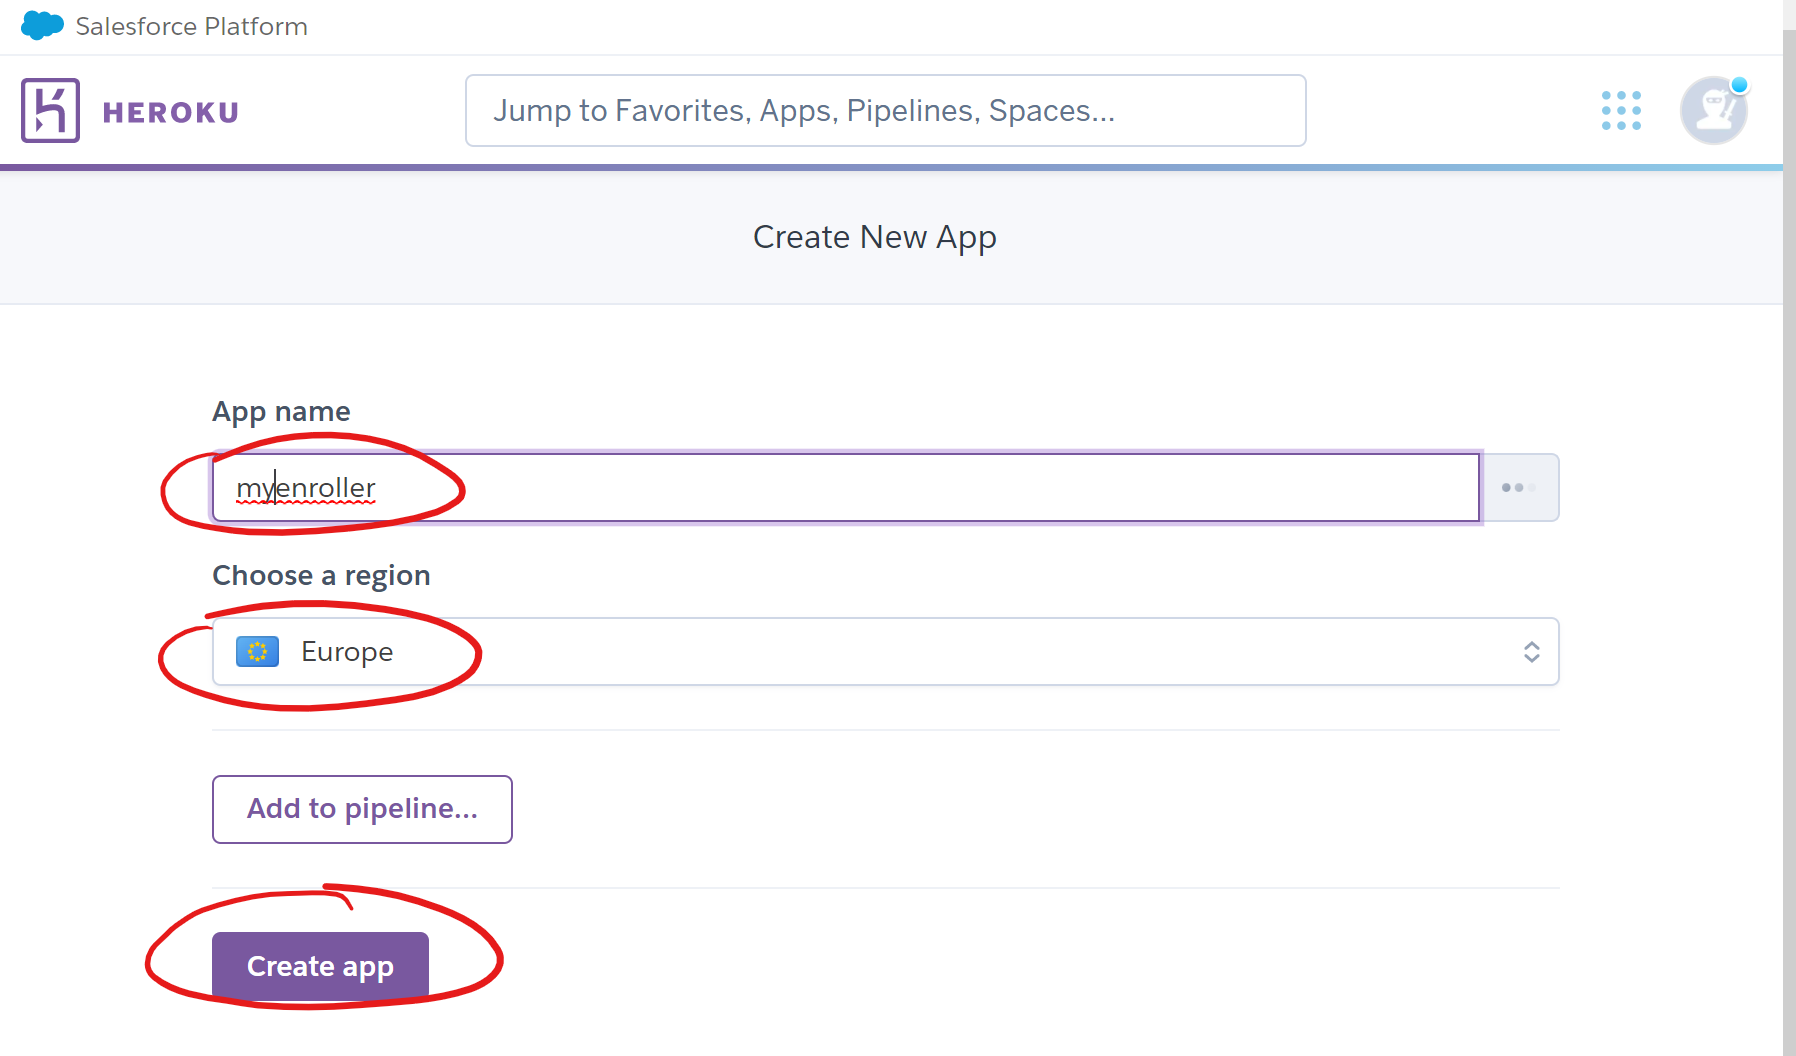 Salesforce Platform
HEROKU
Jump to Favorites, Apps, Pipelines, Spaces...
Create New App
App name
myenroller
Choose a region
Europe
Add to pipeline...
Create app